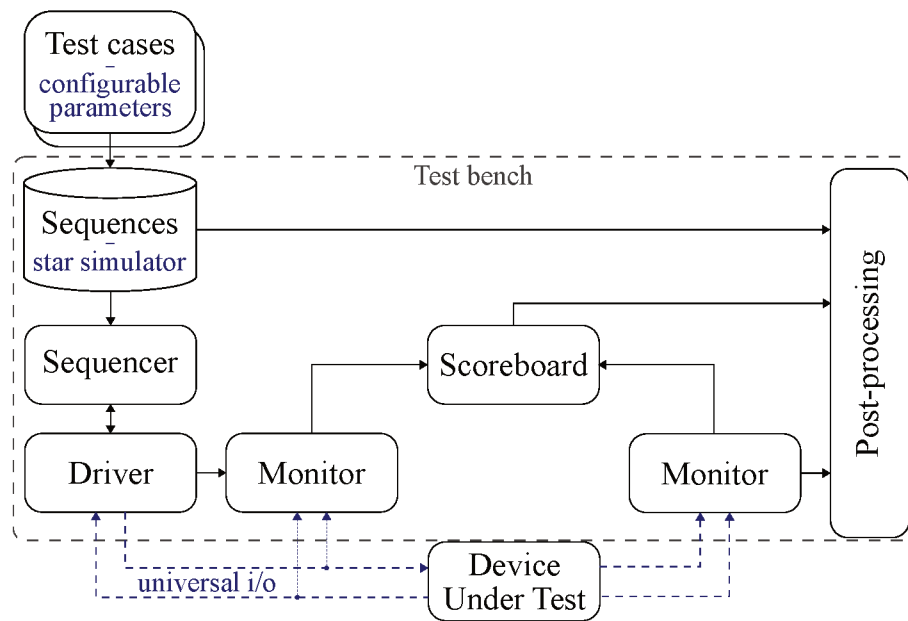 Test cases
–
configurable
parameters
Test bench
Sequences
–
star simulator
Sequencer
Scoreboard
Driver
Monitor
Monitor
Post-processing
universal i/o
Device
Under Test